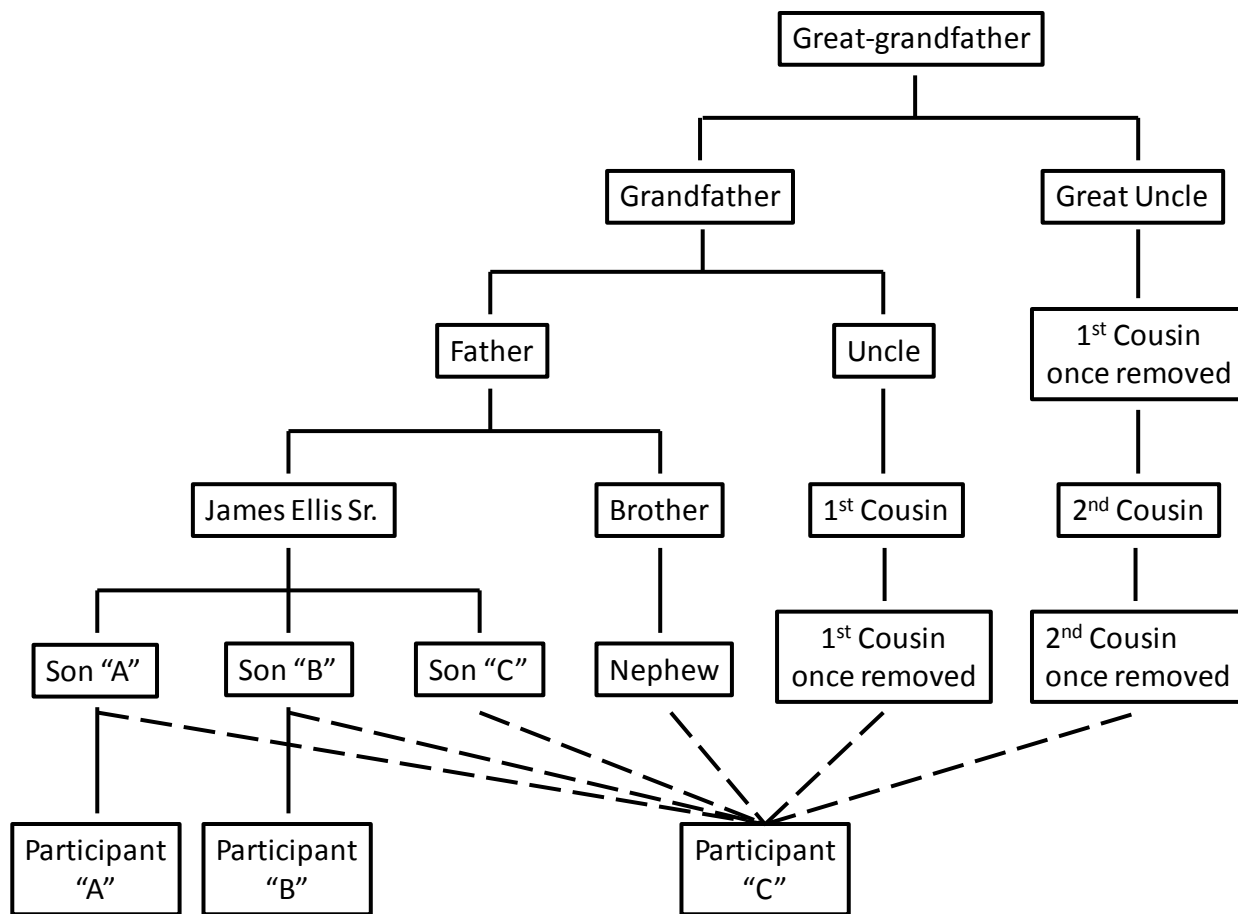 Great-grandfather
Grandfather
Great Uncle
Father
Uncle
1st Cousin
once removed
James Ellis Sr.
Brother
1st Cousin
2nd Cousin
Son “A”
Son “B”
Son “C”
Nephew
1st Cousin
once removed
2nd Cousin
once removed
Participant
“A”
Participant
“B”
Participant
“C”